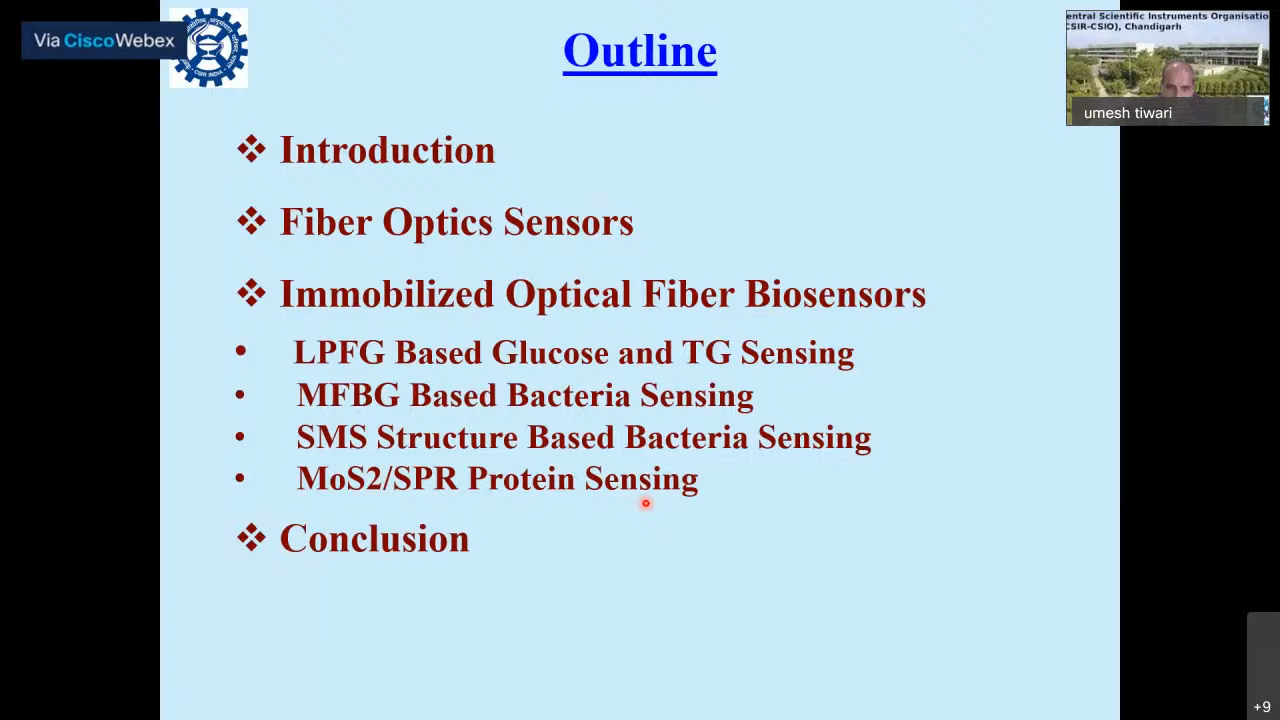 Via CiscoWebex
CSIR INDIA
Outline
entral Scientific Instruments Organisatio
CSIR-CSIO), Chandigarh
umesh tiwari
❖ Introduction
❖ Fiber Optics Sensors
❖ Immobilized Optical Fiber Biosensors
• LPFG Based Glucose and TG Sensing
• MFBG Based Bacteria Sensing
• SMS Structure Based Bacteria Sensing
• MoS2/SPR Protein Sensing
❖ Conclusion
+9